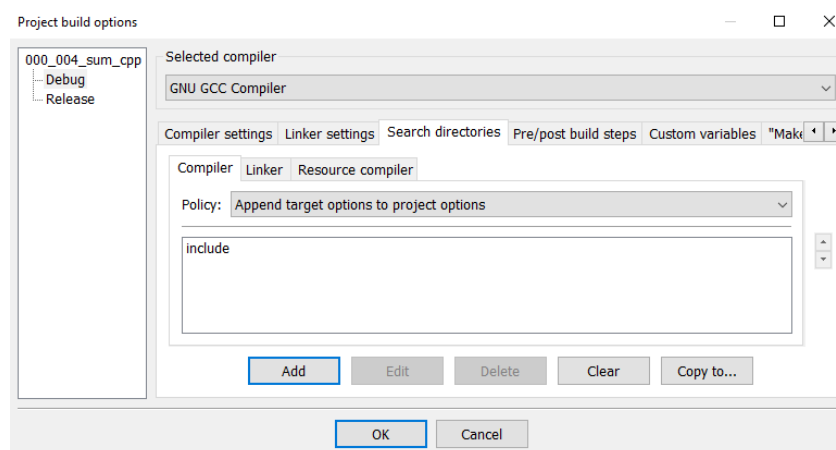 Project build options
000_004_sum_cpp
Debug
Release
Selected compiler
GNU GCC Compiler
Compiler settings Linker settings Search directories Pre/post build steps Custom variables "Make
Compiler Linker Resource compiler
Policy: Append target options to project options
include
Add Edit Delete Clear Copy to...
OK Cancel